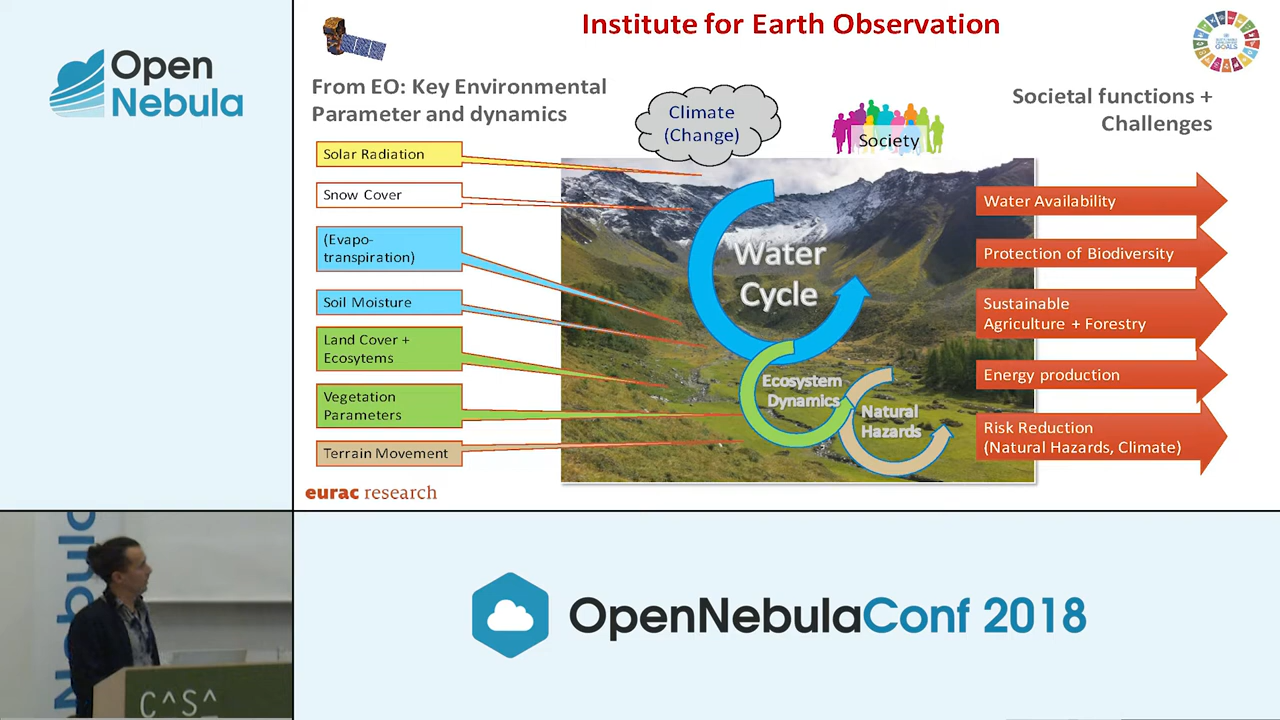 Open
Nebula
Institute for Earth Observation
GOALS
From EO: Key Environmental
Parameter and dynamics
Climate
(Change)
Society
Societal functions +
Challenges
Solar Radiation
Snow Cover
(Evapo-
transpiration)
Soil Moisture
Land Cover +
Ecosytems
Vegetation
Parameters
Terrain Movement
Water
Cycle
Ecosystem
Dynamics
Natural
Hazards
Water Availability
Protection of Biodiversity
Sustainable
Agriculture + Forestry
Energy production
Risk Reduction
(Natural Hazards, Climate)
eurac research
Nebula
C^S^
OpenNebulaConf 2018